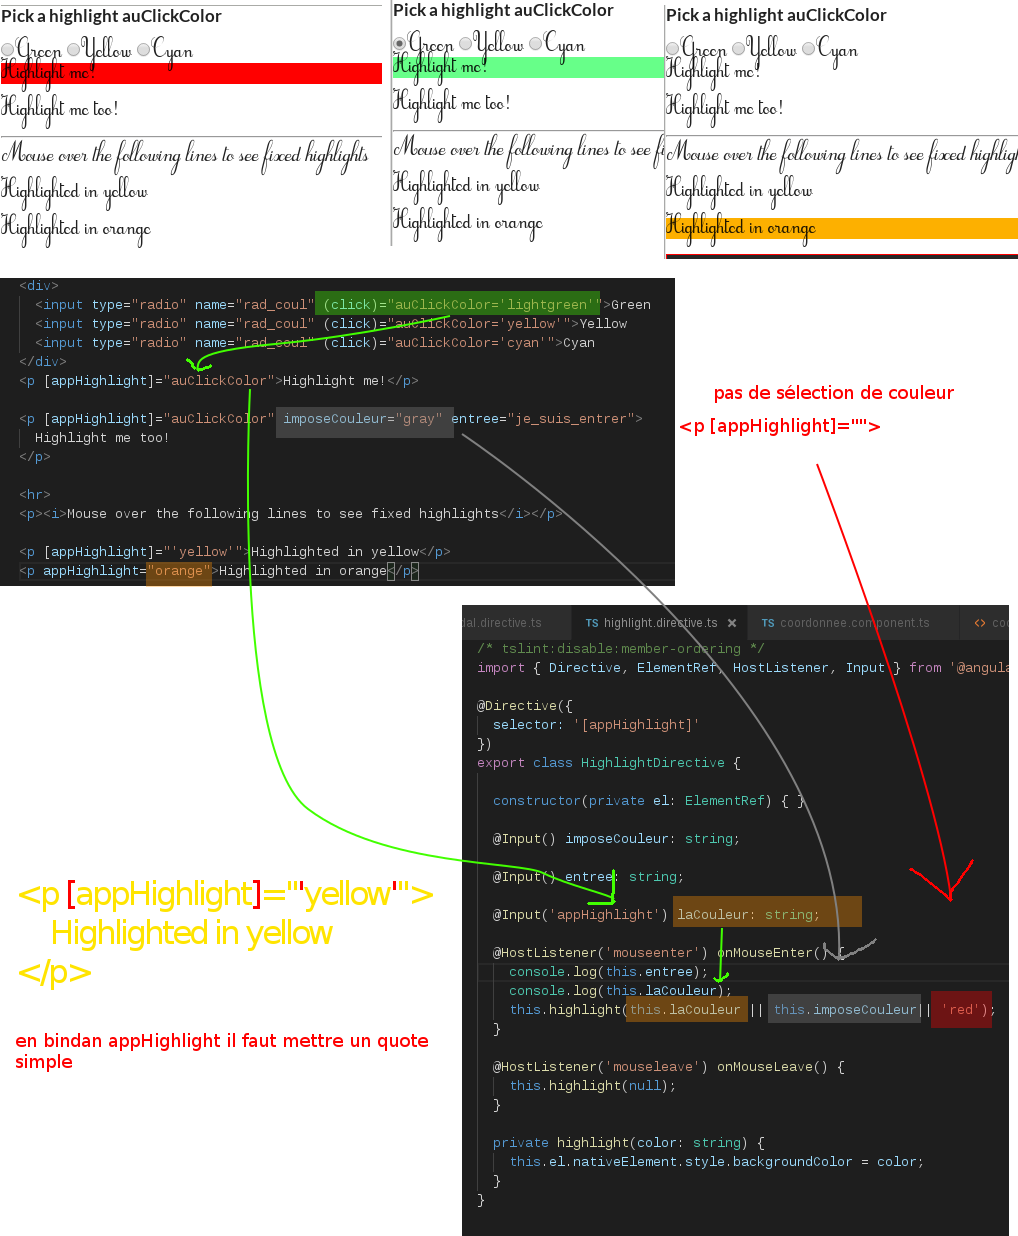 Pick a highlight auClickColor
Green Yellow Cyan
Highlight me!
Highlight me too!
Mouse over the following lines to see fixed highlights
Highlighted in yellow
Highlighted in orange
Pick a highlight auClickColor
Green Yellow Cyan
Highlight me!
Highlight me too!
Mouse over the following lines to see fi
Highlighted in yellow
Highlighted in orange
Pick a highlight auClickColor
Green Yellow Cyan
Highlight me!
Highlight me too!
Mouse over the following lines to see fixed highligh
Highlighted in yellow
Highlighted in orange
<div>
<input type="radio" name="rad_coul" (click)="auClickColor='lightgreen'">Green
<input type="radio" name="rad_coul" (click)="auClickColor='yellow'">Yellow
<input type="radio" name="rad_coul" (click)="auClickColor='cyan'">Cyan
</div>
<p [appHighlight]="auClickColor">Highlight me!</p>
<p [appHighlight]="auClickColor" imposeCouleur="gray" entree="je_suis_entrer">
Highlight me too!
</p>
<hr>
<p><i>Mouse over the following lines to see fixed highlights</i></p>
<p [appHighlight]="'yellow'">Highlighted in yellow</p>
<p appHighlight="orange">Highlighted in orange</p>
pas de sélection de couleur
<p [appHighlight]="">
dal.directive.ts TS highlight.directive.ts × TS coordonnee.component.ts <> coo
/* tslint:disable:member-ordering */
import { Directive, ElementRef, HostListener, Input } from '@angula
@Directive({
selector: '[appHighlight]'
})
export class HighlightDirective {
constructor(private el: ElementRef) { }
@Input() imposeCouleur: string;
@Input() entree: string;
@Input('appHighlight') laCouleur: string;
@HostListener('mouseenter') onMouseEnter() {
console.log(this.entree);
console.log(this.laCouleur);
this.highlight(this.laCouleur || this.imposeCouleur|| 'red');
}
@HostListener('mouseleave') onMouseLeave() {
this.highlight(null);
}
private highlight(color: string) {
this.el.nativeElement.style.backgroundColor = color;
}
}
<p [appHighlight]="'yellow'">
Highlighted in yellow
</p>
en bindan appHighlight il faut mettre un quote
simple